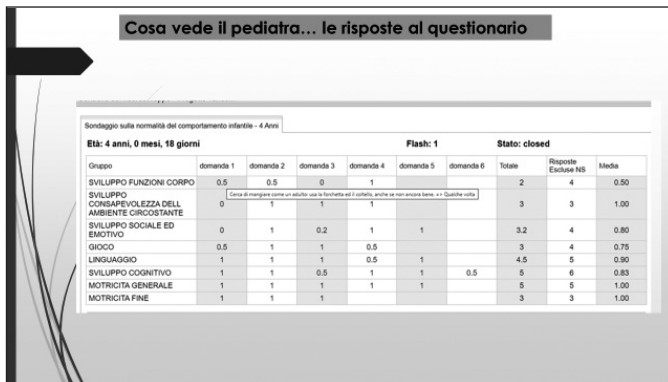 Cosa vede il pediatra... le risposte al questionario
Sondaggio sulla normalità del comportamento infantile - 4 Anni
Età: 4 anni, 0 mesi, 18 giorni Flash: 1 Stato: closed
Gruppo domanda 1 domanda 2 domanda 3 domanda 4 domanda 5 domanda 6 Totale Risposte Escluse NS Media
SVILUPPO FUNZIONI CORPO 0.5 0.5 0 1 2 4 0.50
Cerca di mangiare come un adulto: usa la forchetta ed il coltello, anche se non ancora bene. => Qualche volta
SVILUPPO CONSAPEVOLEZZA DELL AMBIENTE CIRCOSTANTE 0 1 1 1 3 3 1.00
SVILUPPO SOCIALE ED EMOTIVO 0 1 0.2 1 1 3.2 4 0.80
GIOCO 0.5 1 1 0.5 3 4 0.75
LINGUAGGIO 1 1 1 0.5 1 4.5 5 0.90
SVILUPPO COGNITIVO 1 1 0.5 1 1 0.5 5 6 0.83
MOTRICITA GENERALE 1 1 1 1 1 5 5 1.00
MOTRICITA FINE 1 1 1 3 3 1.00